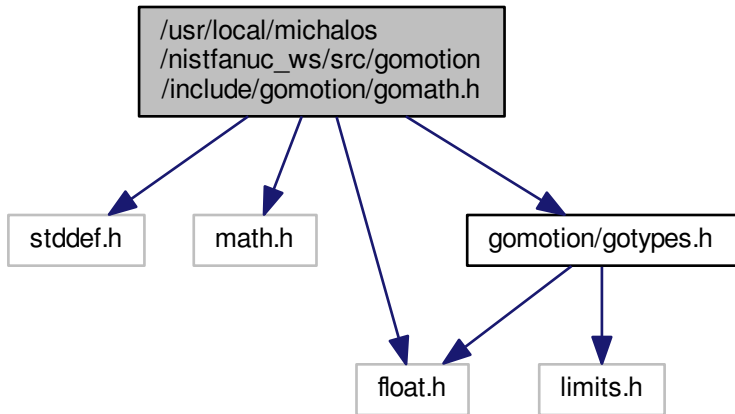 /usr/local/michalos
/nistfanuc_ws/src/gomotion
/include/gomotion/gomath.h
stddef.h
math.h
gomotion/gotypes.h
float.h
limits.h